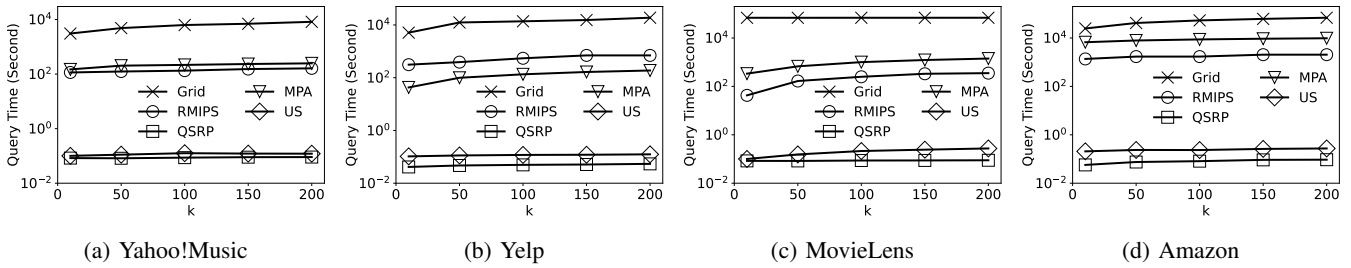 Query Time (Second)
10^4
10^2
10^0
10^−2
Grid
RMIPS
QSRP
MPA
US
0 50 100 150 200
k
(a) Yahoo!Music
Query Time (Second)
10^4
10^2
10^0
10^−2
Grid
RMIPS
QSRP
MPA
US
0 50 100 150 200
k
(b) Yelp
Query Time (Second)
10^4
10^2
10^0
10^−2
Grid
RMIPS
QSRP
MPA
US
0 50 100 150 200
k
(c) MovieLens
Query Time (Second)
10^4
10^2
10^0
10^−2
Grid
RMIPS
QSRP
MPA
US
0 50 100 150 200
k
(d) Amazon